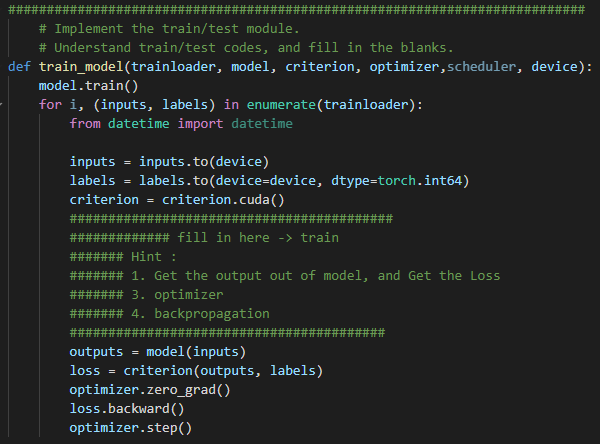 ###########################################################################
# Implement the train/test module.
# Understand train/test codes, and fill in the blanks.
def train_model(trainloader, model, criterion, optimizer,scheduler, device):
model.train()
for i, (inputs, labels) in enumerate(trainloader):
from datetime import datetime
inputs = inputs.to(device)
labels = labels.to(device=device, dtype=torch.int64)
criterion = criterion.cuda()
##########################################
############# fill in here -> train
####### Hint :
####### 1. Get the output out of model, and Get the Loss
####### 3. optimizer
####### 4. backpropagation
#########################################
outputs = model(inputs)
loss = criterion(outputs, labels)
optimizer.zero_grad()
loss.backward()
optimizer.step()